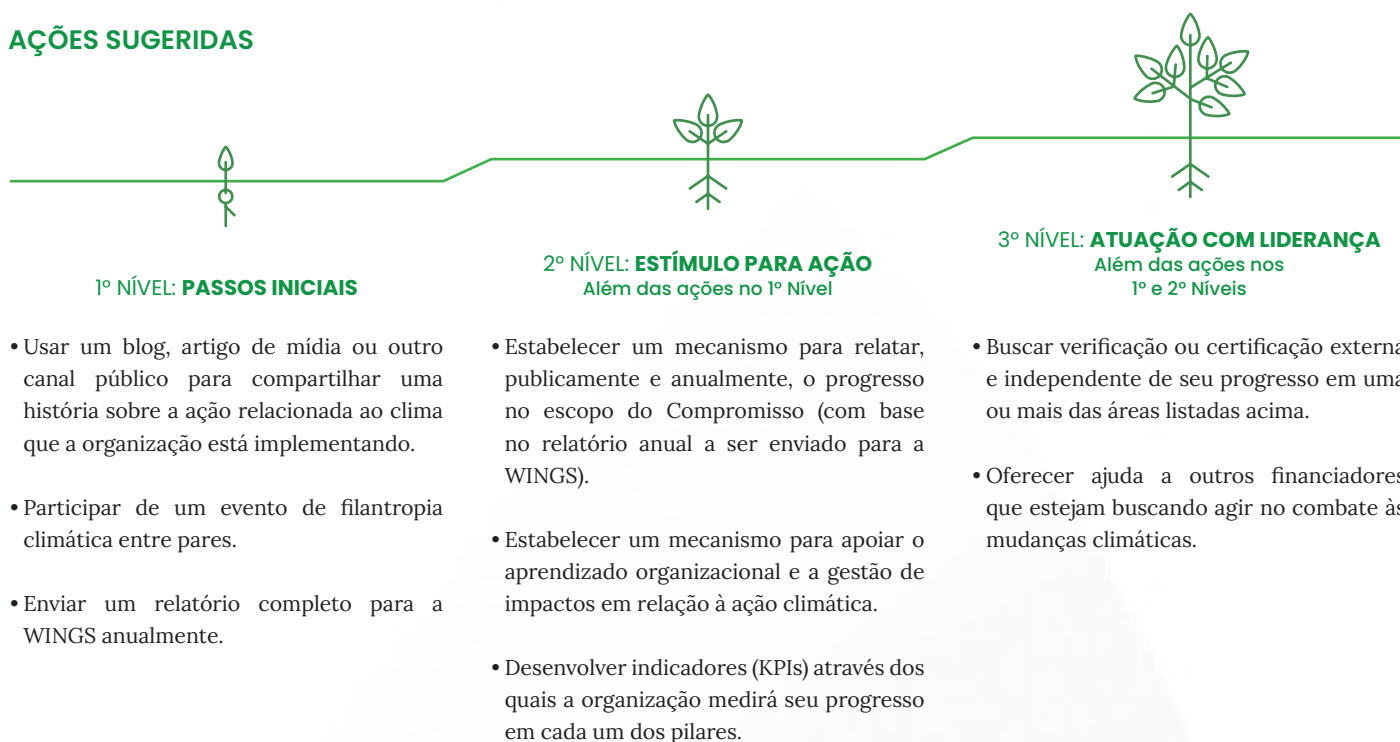 AÇÕES SUGERIDAS
1º NÍVEL: PASSOS INICIAIS
• Usar um blog, artigo de mídia ou outro
canal público para compartilhar uma
história sobre a ação relacionada ao clima
que a organização está implementando.
• Participar de um evento de filantropia
climática entre pares.
• Enviar um relatório completo para a
WINGS anualmente.
2º NÍVEL: ESTÍMULO PARA AÇÃO
Além das ações no 1º Nível
• Estabelecer um mecanismo para relatar,
publicamente e anualmente, o progresso
no escopo do Compromisso (com base
no relatório anual a ser enviado para a
WINGS).
• Estabelecer um mecanismo para apoiar o
aprendizado organizacional e a gestão de
impactos em relação à ação climática.
• Desenvolver indicadores (KPIs) através dos
quais a organização medirá seu progresso
em cada um dos pilares.
3º NÍVEL: ATUAÇÃO COM LIDERANÇA
Além das ações nos
1º e 2º Níveis
• Buscar verificação ou certificação externa
e independente de seu progresso em uma
ou mais das áreas listadas acima.
• Oferecer ajuda a outros financiadores
que estejam buscando agir no combate às
mudanças climáticas.